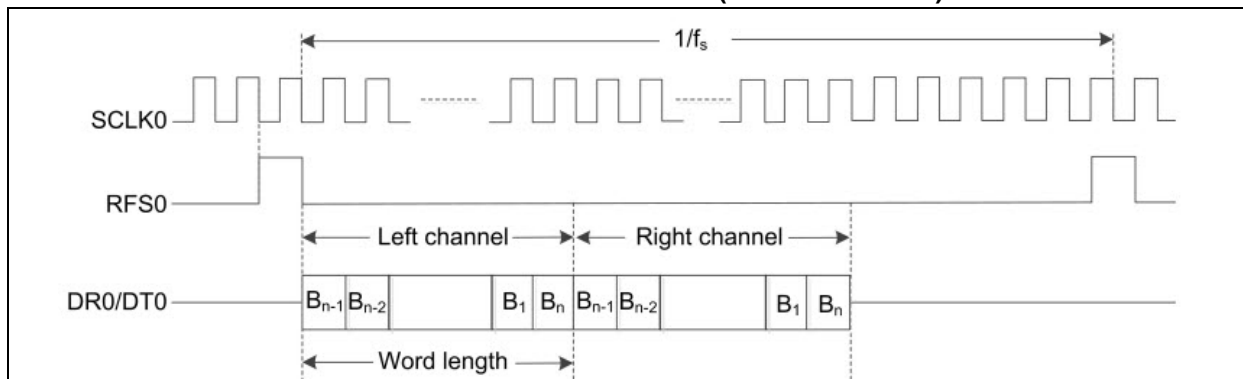 1/fs
SCLK0
RFS0
Left channel Right channel
DR0/DT0 Bn-1 Bn-2 B1 Bn Bn-1 Bn-2 B1 Bn
Word length